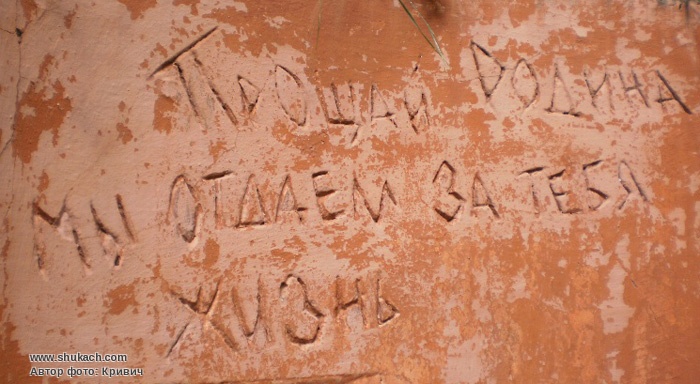 Прощай Родина
Мы отдаем за тебя
жизнь
www.shukach.com
Автор фото: Кривич